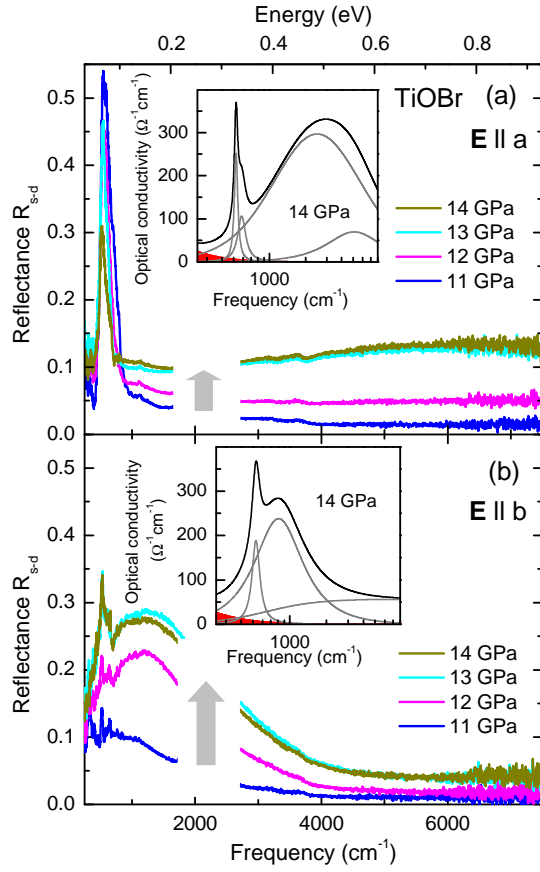 Energy (eV)
0.0 0.2 0.4 0.6 0.8
TiOBr (a)
E || a
Reflectance R s-d
0.5
0.4
0.3
0.2
0.1
0.0
Optical conductivity (Ω⁻¹cm⁻¹)
300
200
100
0
14 GPa
1000
Frequency (cm⁻¹)
14 GPa
13 GPa
12 GPa
11 GPa
(b)
E || b
Reflectance R s-d
0.5
0.4
0.3
0.2
0.1
0.0
Optical conductivity
(Ω⁻¹cm⁻¹)
300
200
100
0
14 GPa
1000
Frequency (cm⁻¹)
14 GPa
13 GPa
12 GPa
11 GPa
2000 4000 6000
Frequency (cm⁻¹)